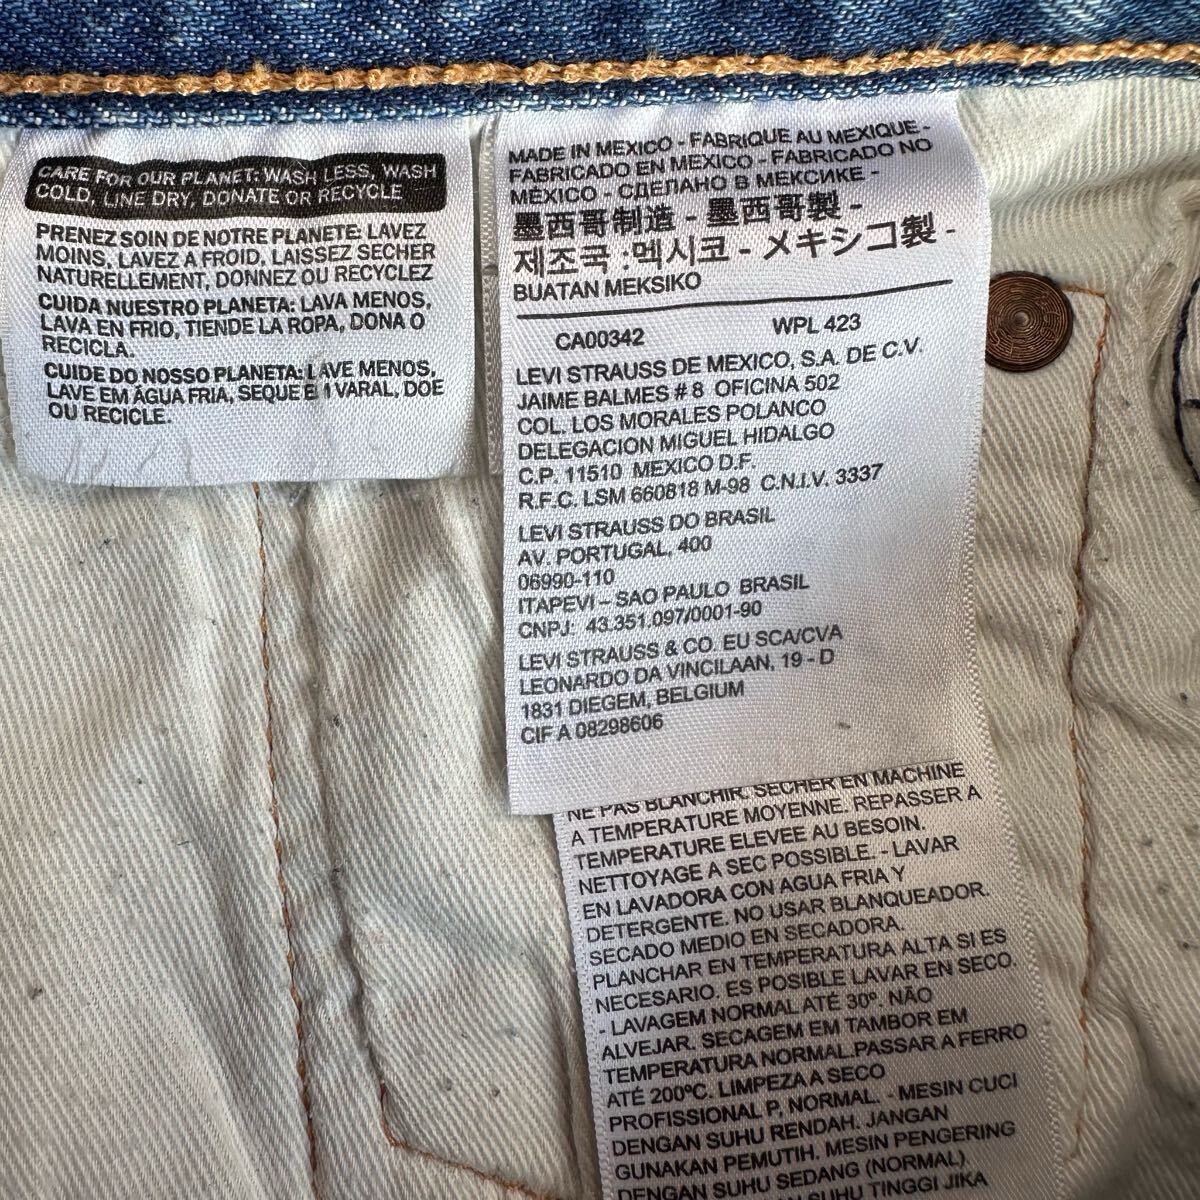 CARE FOR OUR PLANET: WASH LESS, WASH
COLD, LINE DRY, DONATE OR RECYCLE
PRENEZ SOIN DE NOTRE PLANETE: LAVEZ
MOINS, LAVEZ A FROID, LAISSEZ SECHER
NATURELLEMENT, DONNEZ OU RECYCLEZ
CUIDA NUESTRO PLANETA: LAVA MENOS,
LAVA EN FRIO, TIENDE LA ROPA, DONA O
RECICLA.
CUIDE DO NOSSO PLANETA: LAVE MENOS,
LAVE EM ÁGUA FRIA, SEQUE EM VARAL, DOE
OU RECICLE.
MADE IN MEXICO - FABRIQUE AU MEXIQUE -
FABRICADO EN MEXICO - FABRICADO NO
MÉXICO - СДЕЛАНО В МЕКСИКЕ -
墨西哥制造 - 墨西哥製 -
제조국 :멕시코 - メキシコ製 -
BUATAN MEKSIKO
CA00342 WPL 423
LEVI STRAUSS DE MEXICO, S.A. DE C.V.
JAIME BALMES # 8 OFICINA 502
COL. LOS MORALES POLANCO
DELEGACION MIGUEL HIDALGO
C.P. 11510 MEXICO D.F.
R.F.C. LSM 660818 M-98 C.N.I.V. 3337
LEVI STRAUSS DO BRASIL
AV. PORTUGAL, 400
06990-110
ITAPEVI – SAO PAULO BRASIL
CNPJ: 43.351.097/0001-90
LEVI STRAUSS & CO. EU SCA/CVA
LEONARDO DA VINCILAAN, 19 - D
1831 DIEGEM, BELGIUM
CIF A 08298606
NE PAS BLANCHIR. SECHER EN MACHINE
A TEMPERATURE MOYENNE. REPASSER A
TEMPERATURE ELEVEE AU BESOIN.
NETTOYAGE A SEC POSSIBLE. - LAVAR
EN LAVADORA CON AGUA FRIA Y
DETERGENTE. NO USAR BLANQUEADOR.
SECADO MEDIO EN SECADORA.
PLANCHAR EN TEMPERATURA ALTA SI ES
NECESARIO. ES POSIBLE LAVAR EN SECO.
- LAVAGEM NORMAL ATÉ 30º. NÃO
ALVEJAR. SECAGEM EM TAMBOR EM
TEMPERATURA NORMAL.PASSAR A FERRO
ATÉ 200ºC. LIMPEZA A SECO
PROFISSIONAL P, NORMAL. - MESIN CUCI
DENGAN SUHU RENDAH. JANGAN
GUNAKAN PEMUTIH. MESIN PENGERING
DENGAN SUHU SEDANG (NORMAL).
SUHU TINGGI JIKA